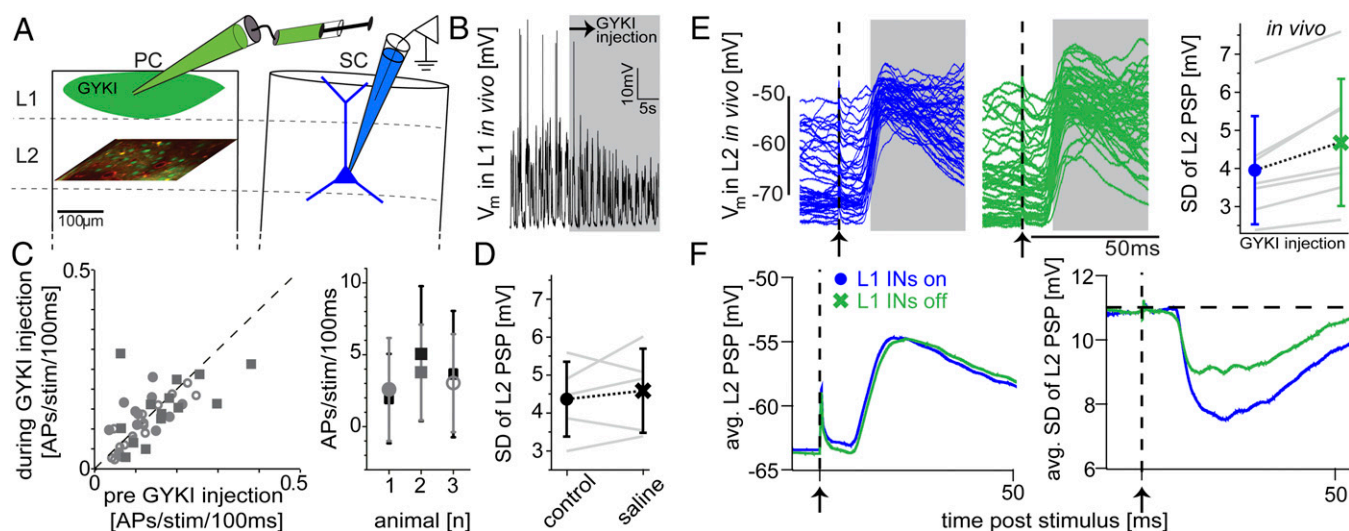 A
PC
SC
GYKI
L1
L2
100µm
B
GYKI
injection
10mV
5s
Vm in L1 in vivo [mV]
C
0.5
0
0
0.5
during GYKI injection
[APs/stim/100ms]
pre GYKI injection
[APs/stim/100ms]
10
5
0
APs/stim/100ms
1 2 3
animal [n]
D
7
6
5
4
3
SD of L2 PSP [mV]
control
saline
E
-50
-60
-70
Vm in L2 in vivo [mV]
50ms
in vivo
7
6
5
4
3
SD of L2 PSP [mV]
GYKI injection
F
-50
-55
-60
-65
avg. L2 PSP [mV]
L1 INs on
L1 INs off
50
12
10
8
6
avg. SD of L2 PSP [mV]
50
time post stimulus [ms]